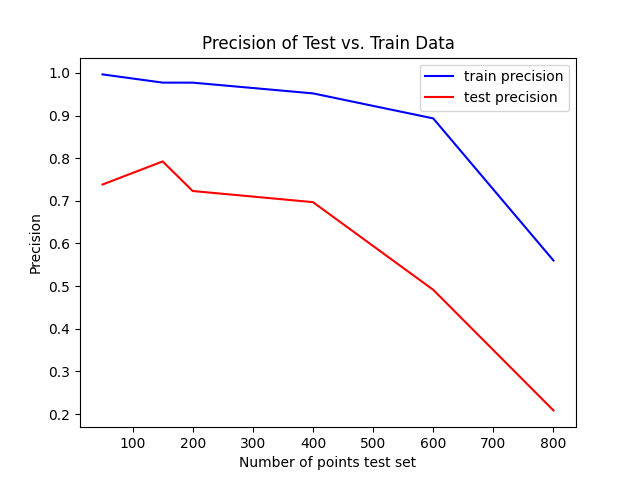 Precision of Test vs. Train Data
train precision
test precision
1.0
0.9
0.8
0.7
0.6
0.5
0.4
0.3
0.2
Precision
100 200 300 400 500 600 700 800
Number of points test set